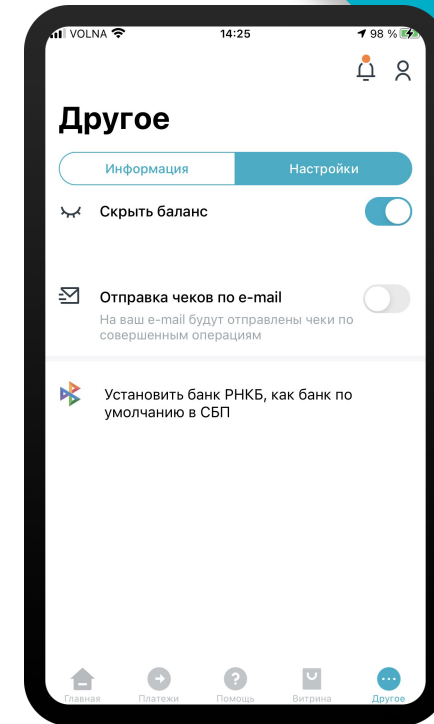 VOLNA 14:25 98 %
Другое
Информация Настройки
Скрыть баланс
Отправка чеков по e-mail
На ваш e-mail будут отправлены чеки по
совершенным операциям
Установить банк РНКБ, как банк по
умолчанию в СБП
Главная Платежи Помощь Витрина Другое